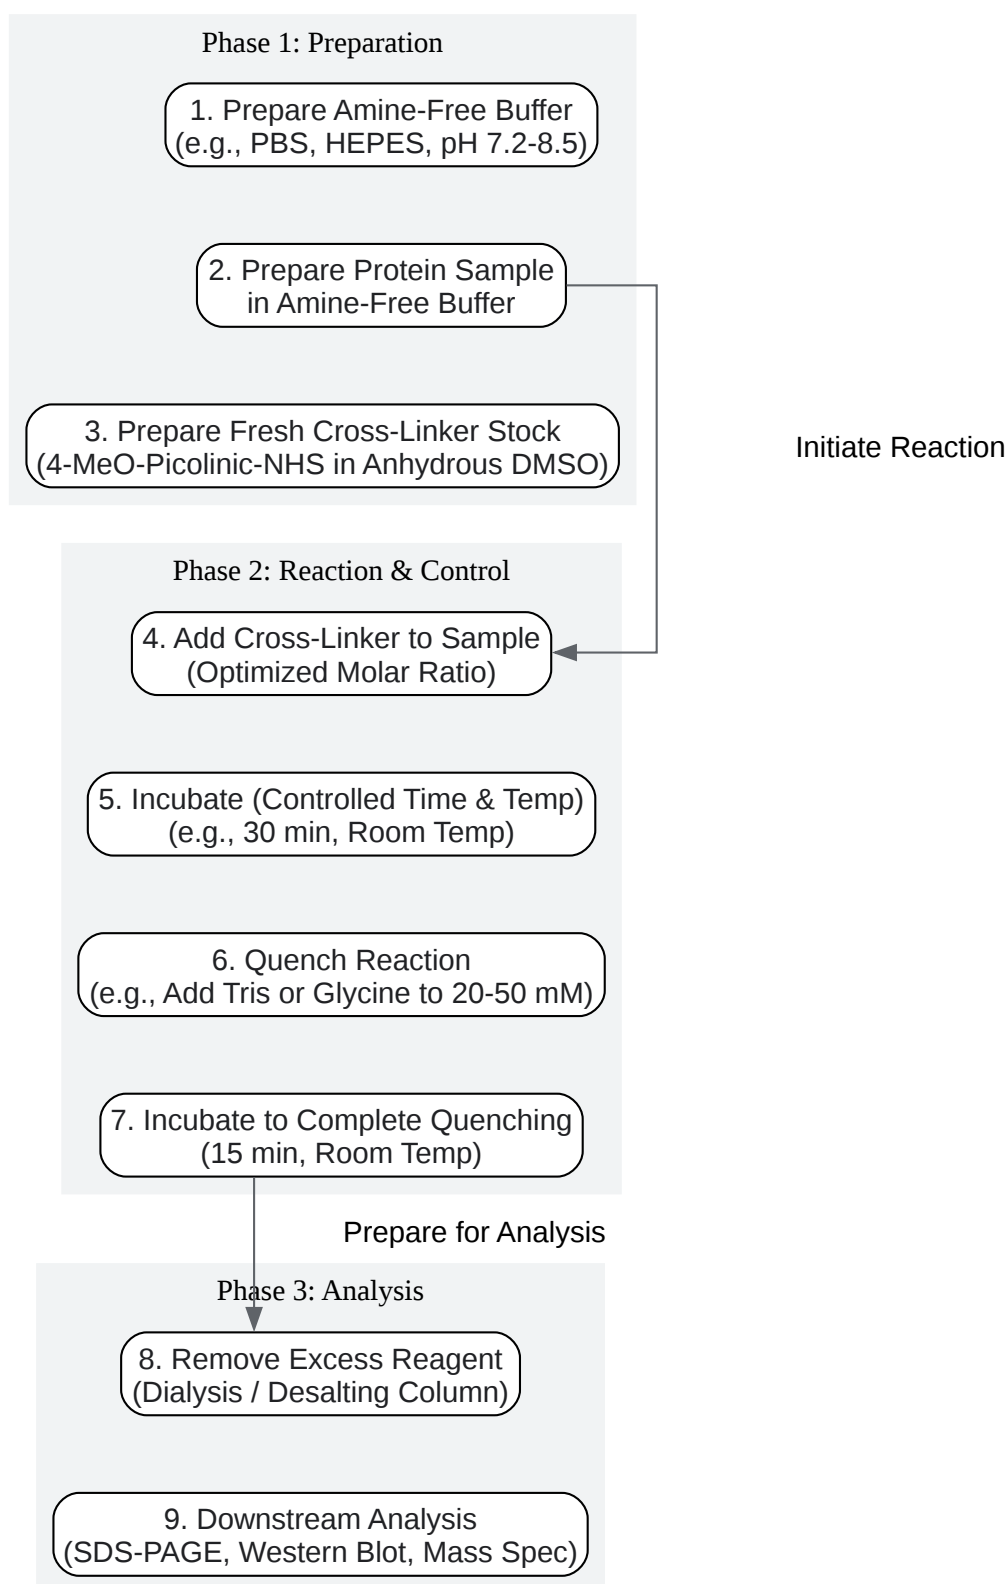 Phase 1: Preparation
1. Prepare Amine-Free Buffer
(e.g., PBS, HEPES, pH 7.2-8.5)
2. Prepare Protein Sample
in Amine-Free Buffer
3. Prepare Fresh Cross-Linker Stock
(4-MeO-Picolinic-NHS in Anhydrous DMSO)
Initiate Reaction
Phase 2: Reaction & Control
4. Add Cross-Linker to Sample
(Optimized Molar Ratio)
5. Incubate (Controlled Time & Temp)
(e.g., 30 min, Room Temp)
6. Quench Reaction
(e.g., Add Tris or Glycine to 20-50 mM)
7. Incubate to Complete Quenching
(15 min, Room Temp)
Prepare for Analysis
Phase 3: Analysis
8. Remove Excess Reagent
(Dialysis / Desalting Column)
9. Downstream Analysis
(SDS-PAGE, Western Blot, Mass Spec)